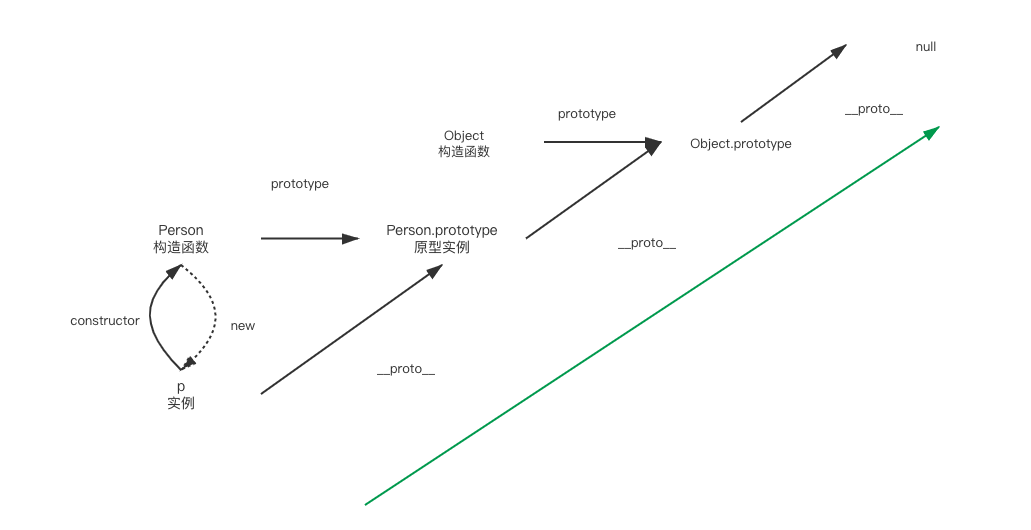 null
__proto__
prototype
Object
构造函数
Object.prototype
prototype
Person
构造函数
Person.prototype
原型实例
__proto__
constructor
new
__proto__
p
实例